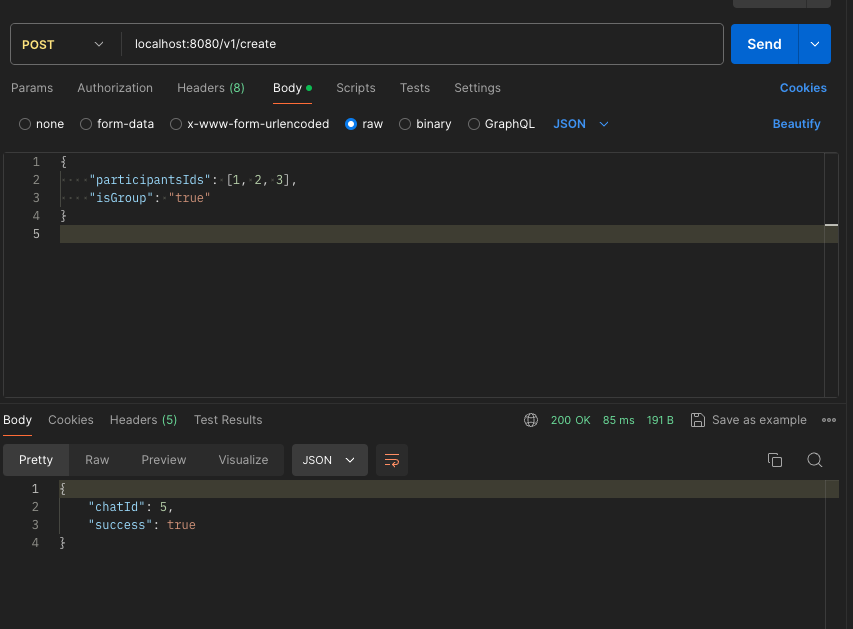 POST localhost:8080/v1/create Send
Params Authorization Headers (8) Body Scripts Tests Settings Cookies
none form-data x-www-form-urlencoded raw binary GraphQL JSON Beautify
1 {
2 "participantsIds": [1, 2, 3],
3 "isGroup": "true"
4 }
5
Body Cookies Headers (5) Test Results 200 OK 85 ms 191 B Save as example
Pretty Raw Preview Visualize JSON
1 {
2 "chatId": 5,
3 "success": true
4 }